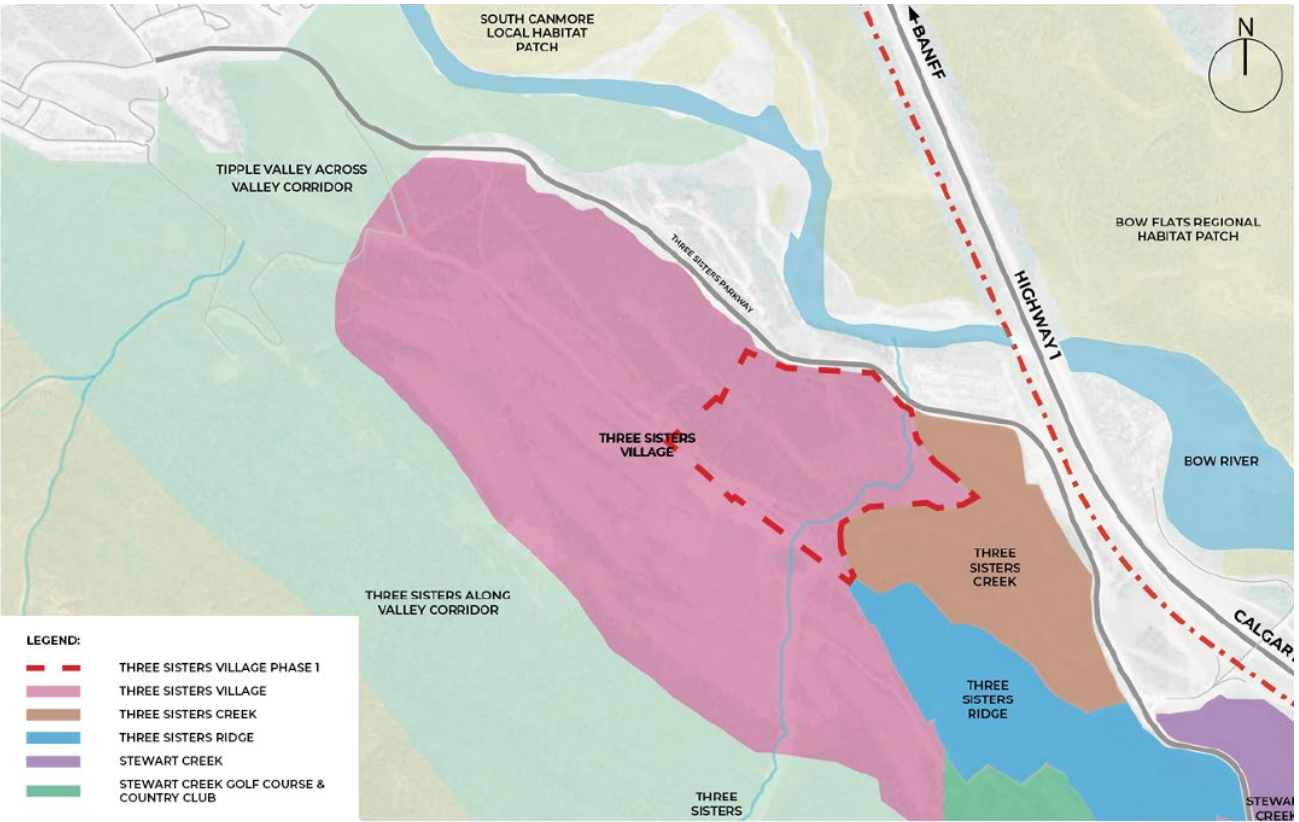 SOUTH CANMORE
LOCAL HABITAT
PATCH
BANFF
N
TIPPLE VALLEY ACROSS
VALLEY CORRIDOR
BOW FLATS REGIONAL
HABITAT PATCH
THREE SISTERS PARKWAY
HIGHWAY 1
THREE SISTERS
VILLAGE
BOW RIVER
THREE
SISTERS
CREEK
THREE SISTERS ALONG
VALLEY CORRIDOR
CALGARY
THREE
SISTERS
RIDGE
LEGEND:
THREE SISTERS VILLAGE PHASE 1
THREE SISTERS VILLAGE
THREE SISTERS CREEK
THREE SISTERS RIDGE
STEWART CREEK
STEWART CREEK GOLF COURSE &
COUNTRY CLUB
THREE
SISTERS
STEWAR
CREEK